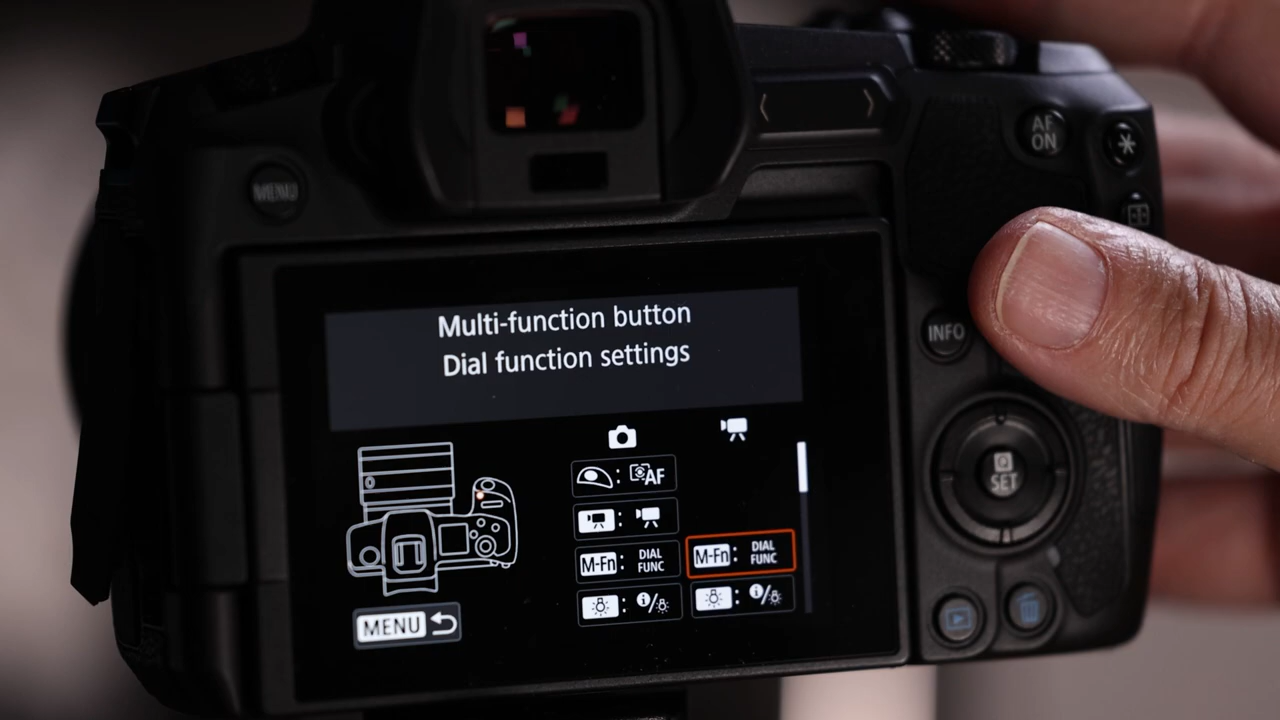 AF
ON
MENU
INFO
Q
SET
Multi-function button
Dial function settings
AF
M-Fn: DIAL FUNC
M-Fn: DIAL FUNC
MENU